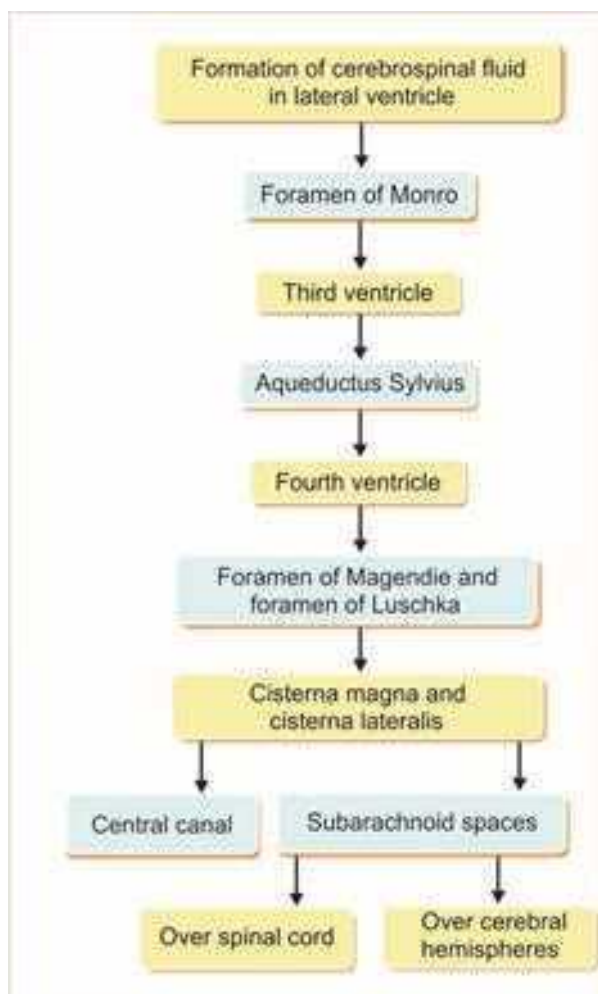 Formation of cerebrospinal fluid
in lateral ventricle
Foramen of Monro
Third ventricle
Aqueductus Sylvius
Fourth ventricle
Foramen of Magendie and
foramen of Luschka
Cisterna magna and
cisterna lateralis
Central canal
Subarachnoid spaces
Over spinal cord
Over cerebral
hemispheres